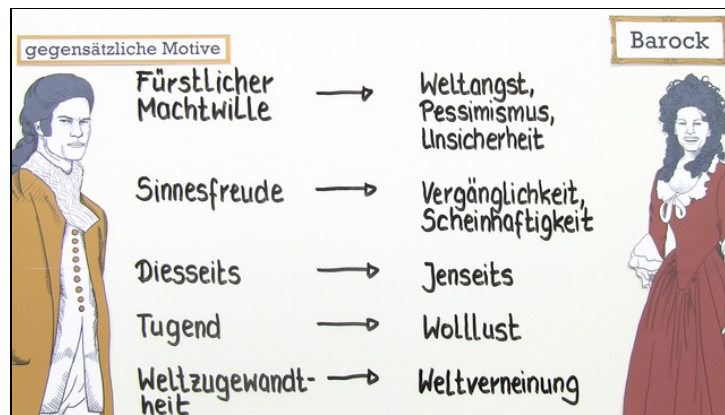 gegensätzliche Motive
Barock
Fürstlicher
Machtwille
Weltangst,
Pessimismus,
Unsicherheit
Sinnesfreude
Vergänglichkeit,
Scheinhaftigkeit
Diesseits
Jenseits
Tugend
Wolllust
Weltzugewandt-
heit
Weltverneinung